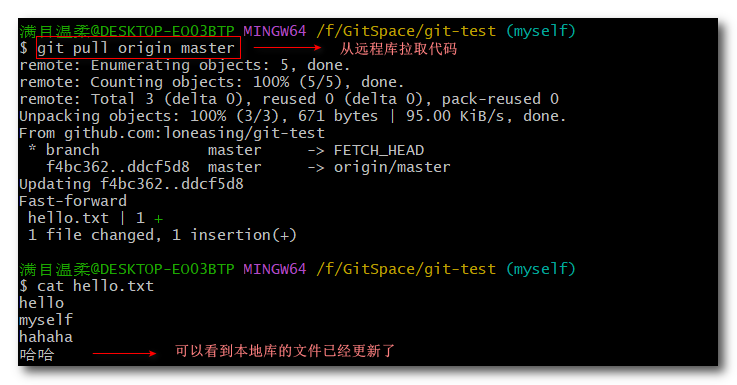 满目温柔@DESKTOP-EO03BTP MINGW64 /f/GitSpace/git-test (myself)
$ git pull origin master 从远程库拉取代码
remote: Enumerating objects: 5, done.
remote: Counting objects: 100% (5/5), done.
remote: Total 3 (delta 0), reused 0 (delta 0), pack-reused 0
Unpacking objects: 100% (3/3), 671 bytes | 95.00 KiB/s, done.
From github.com:loneasing/git-test
 * branch            master     -> FETCH_HEAD
   f4bc362..ddcf5d8  master     -> origin/master
Updating f4bc362..ddcf5d8
Fast-forward
 hello.txt | 1 +
 1 file changed, 1 insertion(+)
满目温柔@DESKTOP-EO03BTP MINGW64 /f/GitSpace/git-test (myself)
$ cat hello.txt
hello
myself
hahaha
哈哈 可以看到本地库的文件已经更新了